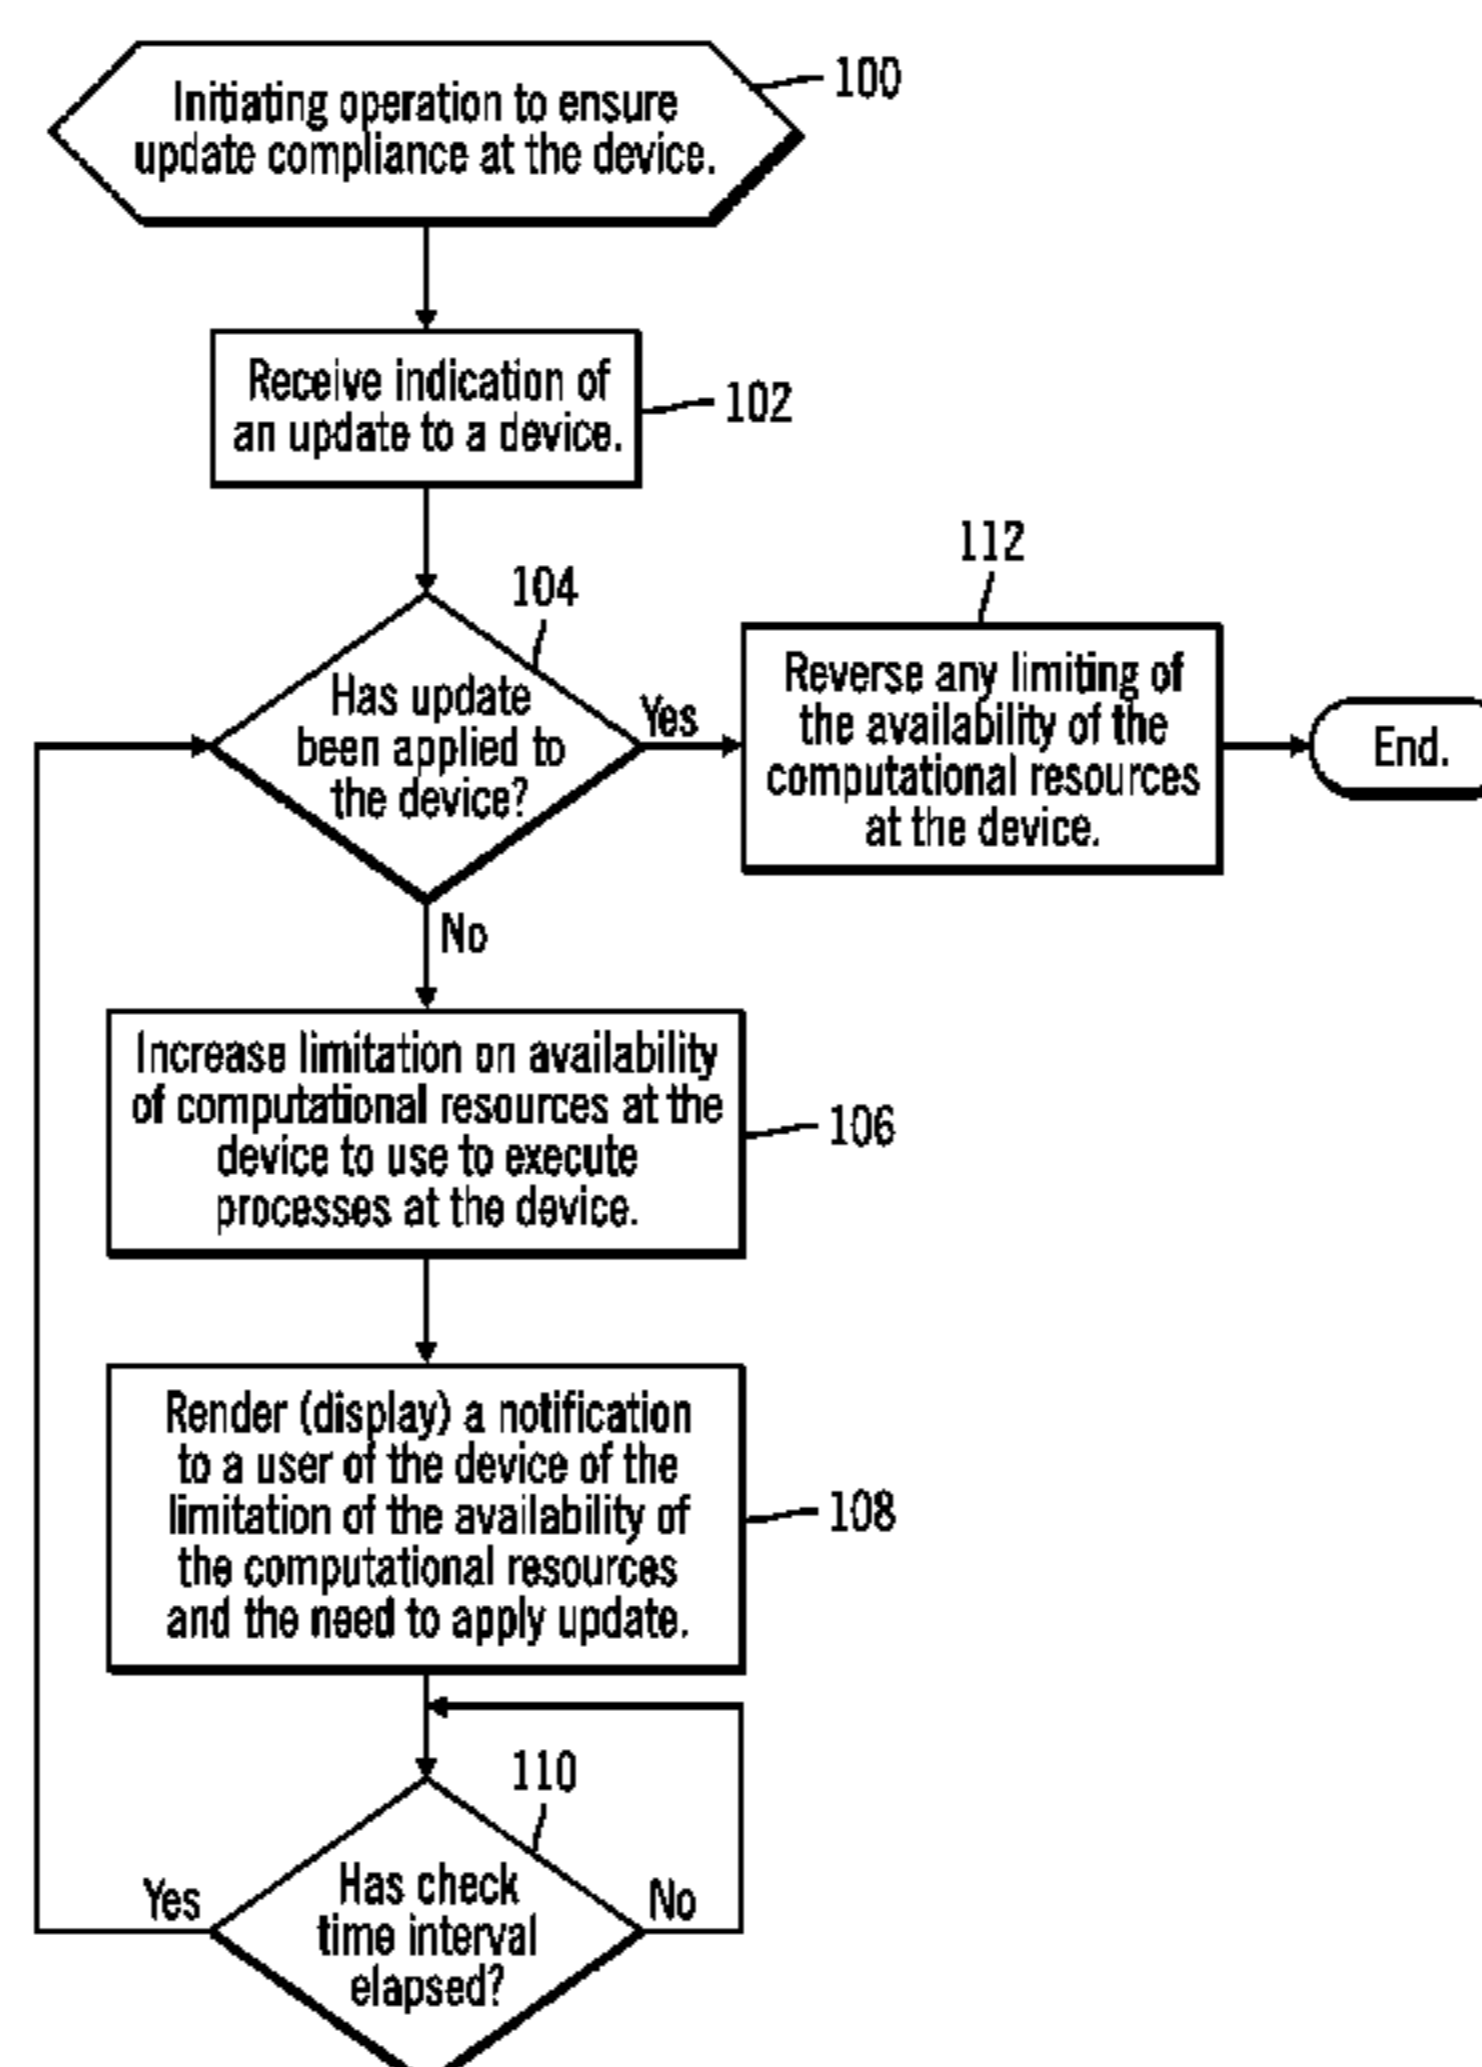 Initiating operation to ensure
update compliance at the device.
100
Receive indication of
an update to a device.
102
104
Has update
been applied to
the device?
Yes
No
112
Reverse any limiting of
the availability of the
computational resources
at the device.
End.
Increase limitation on availability
of computational resources at the
device to use to execute
processes at the device.
106
Render (display) a notification
to a user of the device of the
limitation of the availability of
the computational resources
and the need to apply update.
108
110
Has check
time interval
elapsed?
Yes
No